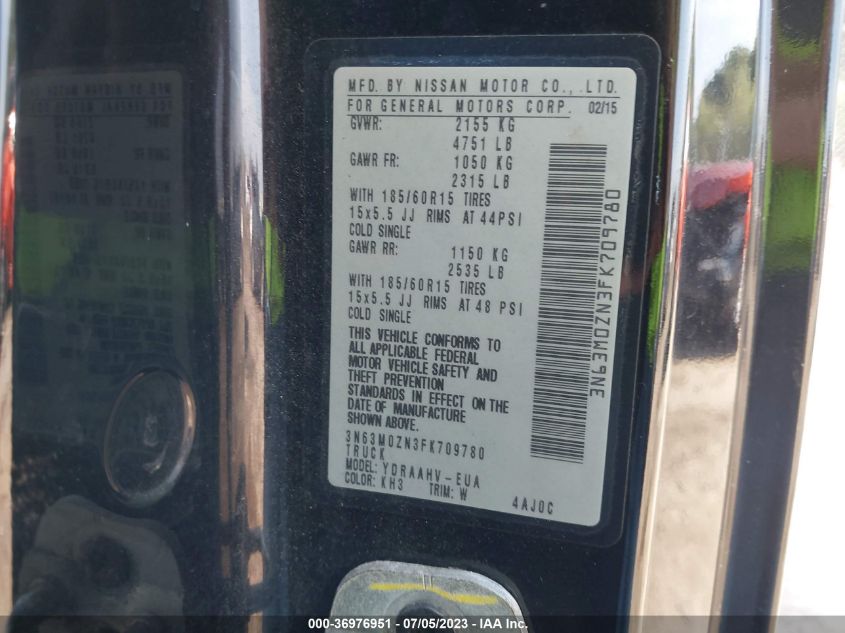 MFD. BY NISSAN MOTOR CO., .LTD.
FOR GENERAL MOTORS CORP. 02/15
GVWR: 2155 KG
4751 LB
GAWR FR: 1050 KG
2315 LB
WITH 185/60R15 TIRES
15x5.5 JJ RIMS AT 44PSI
COLD SINGLE
GAWR RR: 1150 KG
2535 LB
WITH 185/60R15 TIRES
15x5.5 JJ RIMS AT 48 PSI
COLD SINGLE
THIS VEHICLE CONFORMS TO
ALL APPLICABLE FEDERAL
MOTOR VEHICLE SAFETY AND
THEFT PREVENTION
STANDARDS IN EFFECT ON THE
DATE OF MANUFACTURE
SHOWN ABOVE.
3N63M0ZN3FK709780
TRUCK
MODEL: YDRAAHV-EUA
COLOR: KH3 TRIM: W
4AJ0C
3N63M0ZN3FK709780
000-36976951 - 07/05/2023 - IAA Inc.